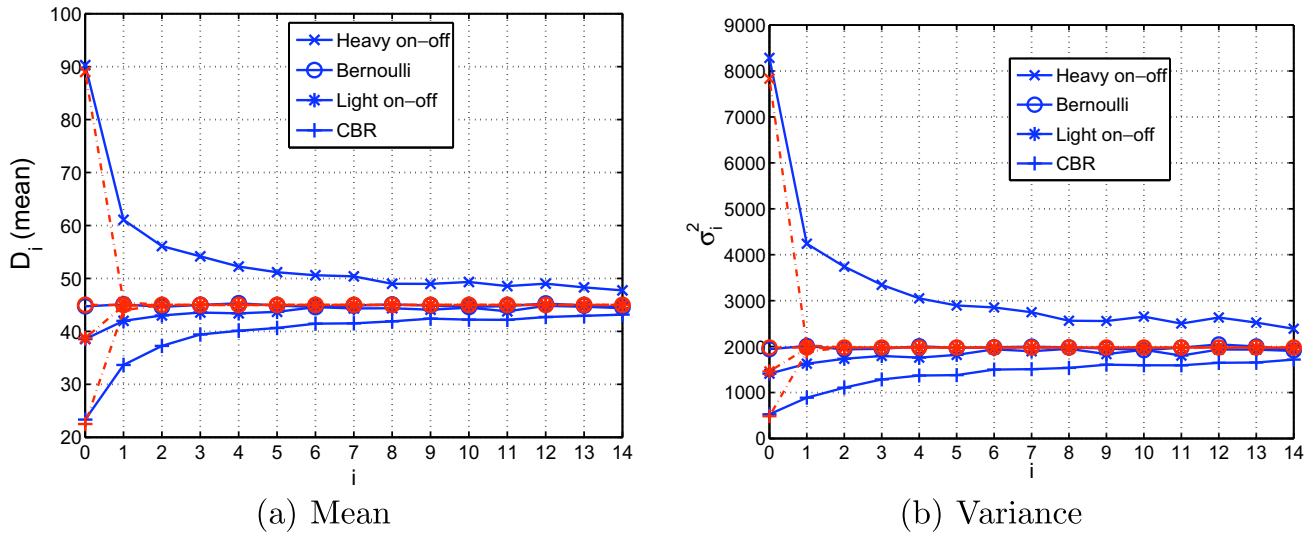 100
90
80
70
60
50
40
30
20
D_i (mean)
0 1 2 3 4 5 6 7 8 9 10 11 12 13 14
i
Heavy on−off
Bernoulli
Light on−off
CBR
(a) Mean
9000
8000
7000
6000
5000
4000
3000
2000
1000
0
σ_i^2
0 1 2 3 4 5 6 7 8 9 10 11 12 13 14
i
Heavy on−off
Bernoulli
Light on−off
CBR
(b) Variance